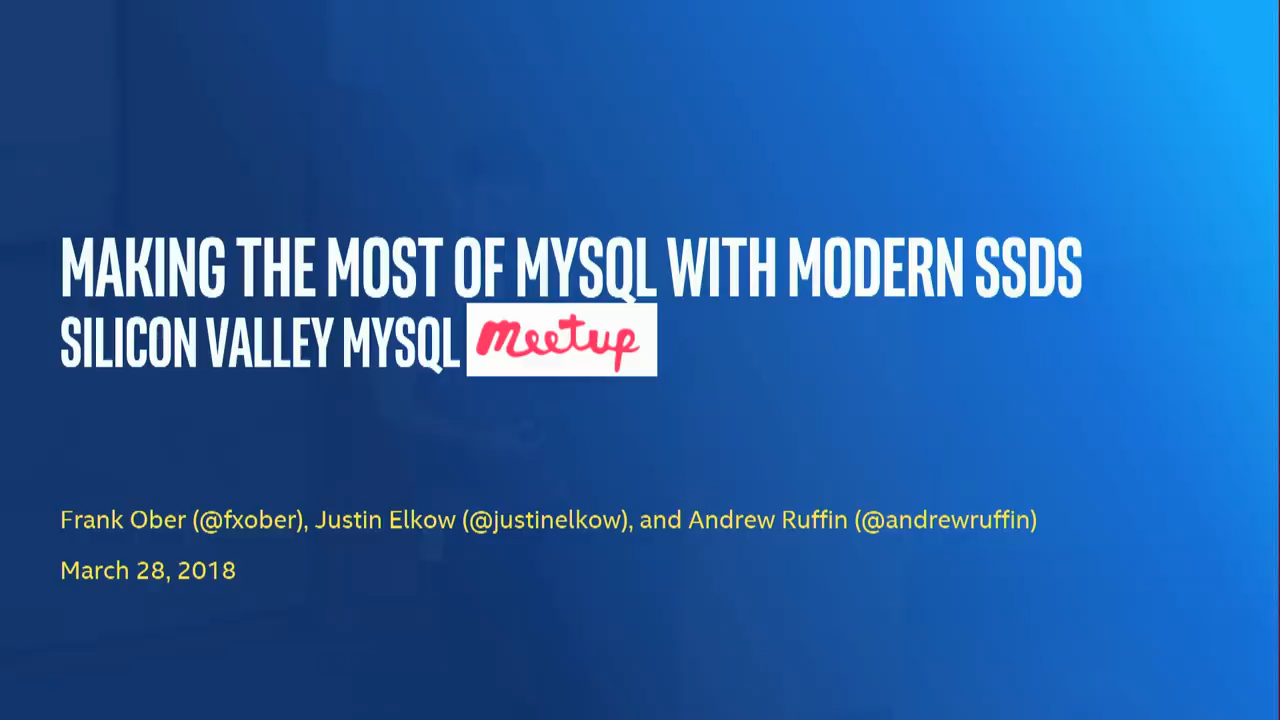 MAKING THE MOST OF MYSQL WITH MODERN SSDS
SILICON VALLEY MYSQL Meetup
Frank Ober (@fxober), Justin Elkow (@justinelkow), and Andrew Ruffin (@andrewruffin)
March 28, 2018